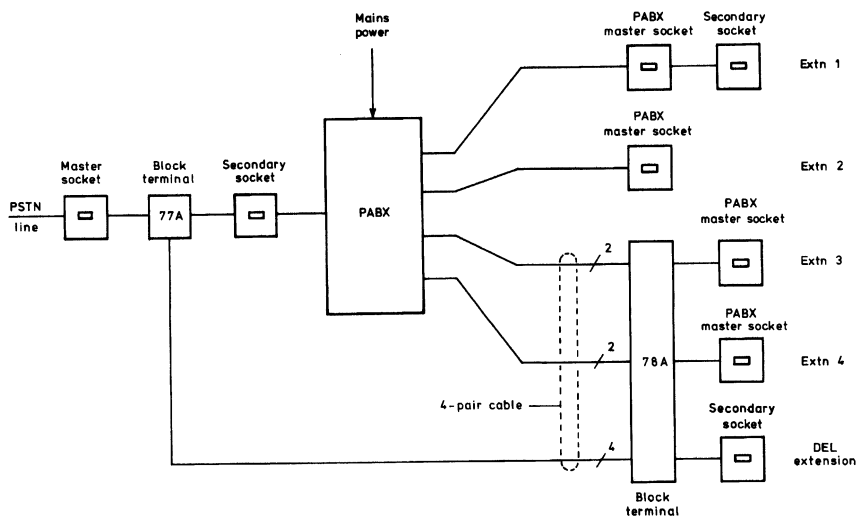 Mains
power
PABX
master socket
Secondary
socket
Extn 1
PABX
master socket
Extn 2
Master
socket
Block
terminal
Secondary
socket
PSTN
line
77A
PABX
PABX
master socket
2
Extn 3
PABX
master socket
2
78A
Extn 4
4-pair cable
Secondary
socket
4
DEL
extension
Block
terminal